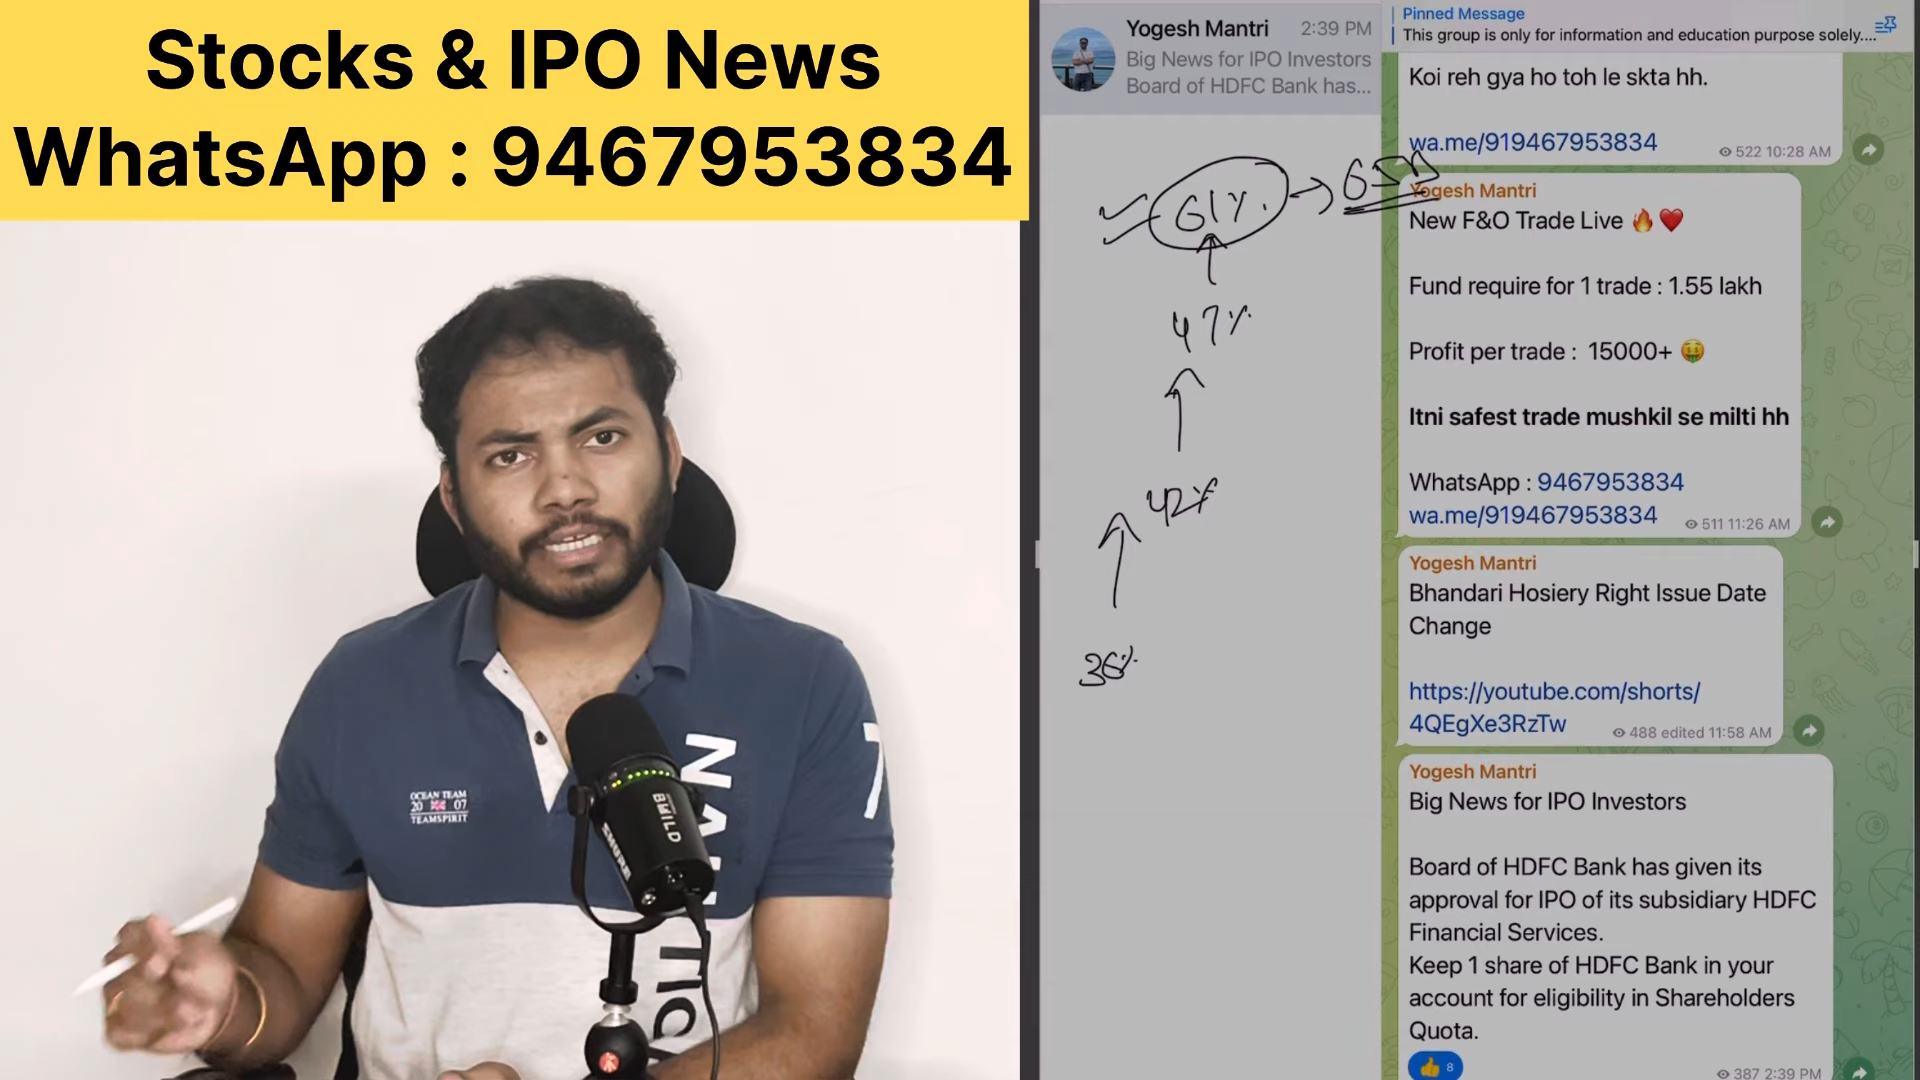 Stocks & IPO News
WhatsApp : 9467953834
OCEAN TEAM
20 07
TEAMSPIRIT
7
SHURE
Yogesh Mantri 2:39 PM
Big News for IPO Investors
Board of HDFC Bank has...
61%. → 65
47%
42%
36%
Pinned Message
This group is only for information and education purpose solely....
Koi reh gya ho toh le skta hh.
wa.me/919467953834
522 10:28 AM
Yogesh Mantri
New F&O Trade Live 🔥❤️
Fund require for 1 trade : 1.55 lakh
Profit per trade : 15000+ 🤑
Itni safest trade mushkil se milti hh
WhatsApp : 9467953834
wa.me/919467953834
511 11:26 AM
Yogesh Mantri
Bhandari Hosiery Right Issue Date
Change
https://youtube.com/shorts/
4QEgXe3RzTw
488 edited 11:58 AM
Yogesh Mantri
Big News for IPO Investors
Board of HDFC Bank has given its
approval for IPO of its subsidiary HDFC
Financial Services.
Keep 1 share of HDFC Bank in your
account for eligibility in Shareholders
Quota.
👍 8
387 2:39 PM